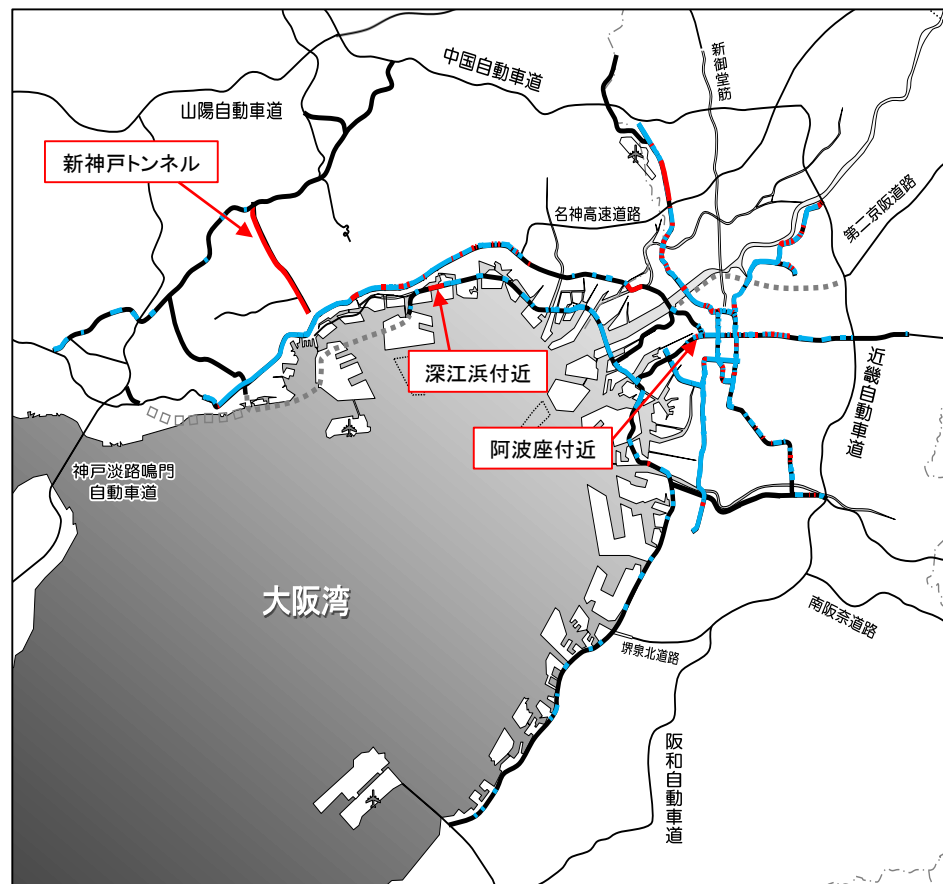 中国自動車道
新御堂筋
山陽自動車道
新神戸トンネル
名神高速道路
第二京阪道路
深江浜付近
近畿自動車道
阿波座付近
神戸淡路鳴門
自動車道
大阪湾
南阪奈道路
堺泉北道路
阪和自動車道